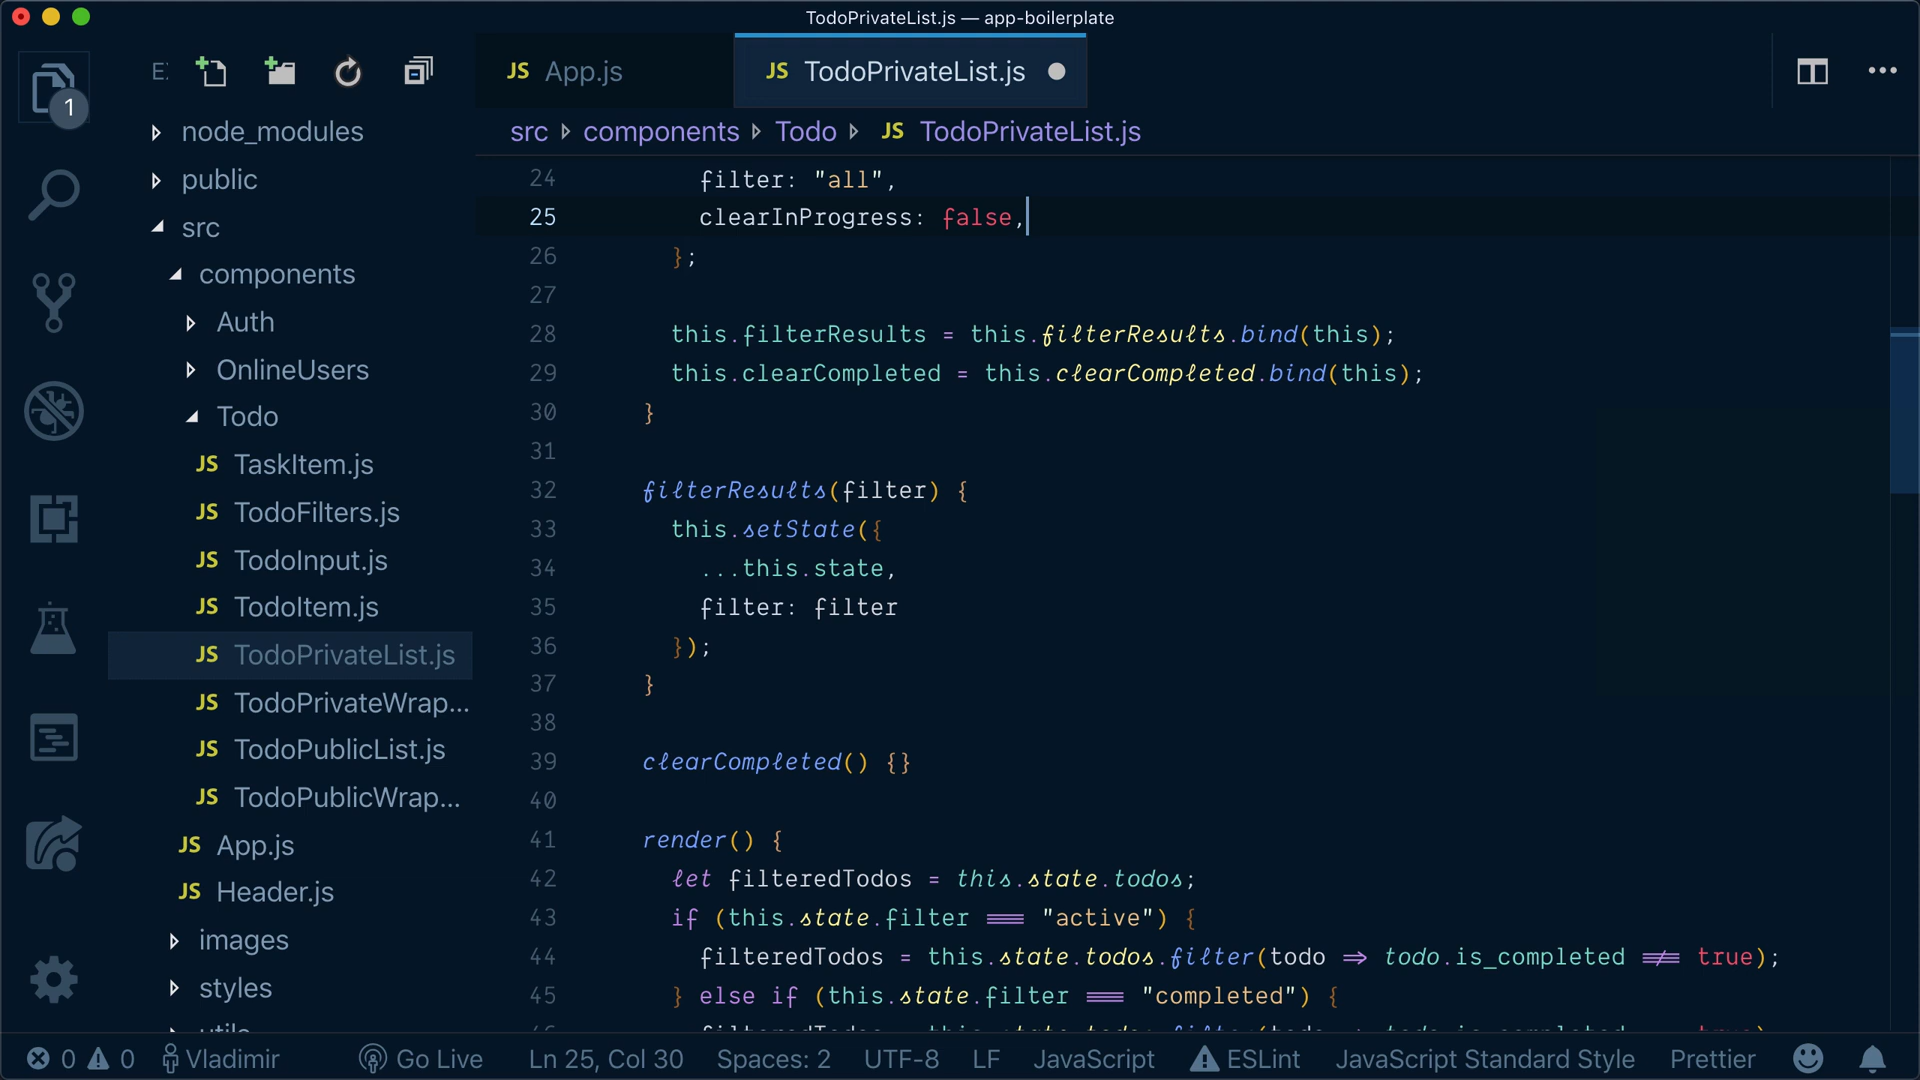 TodoPrivateList.js — app-boilerplate
1
E:
JS App.js
JS TodoPrivateList.js
src components Todo JS TodoPrivateList.js
node_modules
public
src
components
Auth
OnlineUsers
Todo
JS TaskItem.js
JS TodoFilters.js
JS TodoInput.js
JS TodoItem.js
JS TodoPrivateList.js
JS TodoPrivateWrap...
JS TodoPublicList.js
JS TodoPublicWrap...
JS App.js
JS Header.js
images
styles
24 filter: "all",
25 clearInProgress: false,
26 };
27
28 this.filterResults = this.filterResults.bind(this);
29 this.clearCompleted = this.clearCompleted.bind(this);
30 }
31
32 filterResults(filter) {
33 this.setState({
34 ...this.state,
35 filter: filter
36 });
37 }
38
39 clearCompleted() {}
40
41 render() {
42 let filteredTodos = this.state.todos;
43 if (this.state.filter === "active") {
44 filteredTodos = this.state.todos.filter(todo => todo.is_completed !== true);
45 } else if (this.state.filter === "completed") {
0 0 Vladimir Go Live Ln 25, Col 30 Spaces: 2 UTF-8 LF JavaScript ESLint JavaScript Standard Style Prettier